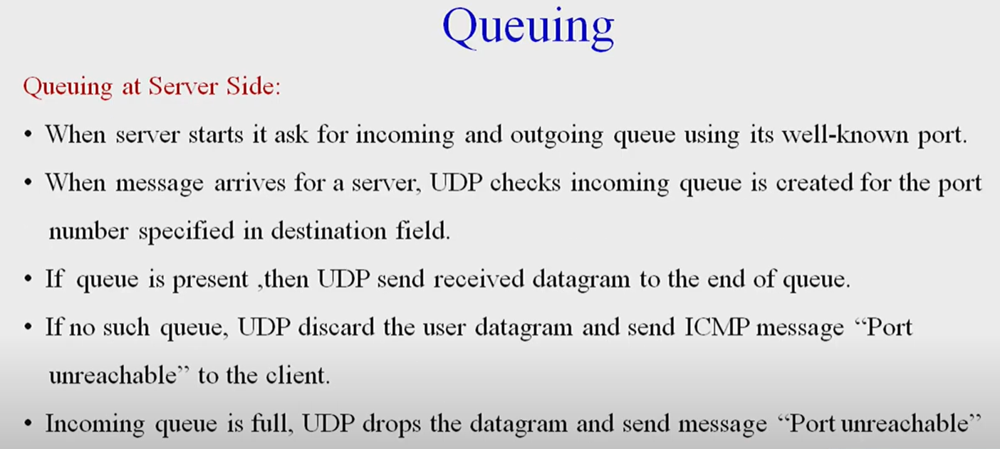 Queuing
Queuing at Server Side:
• When server starts it ask for incoming and outgoing queue using its well-known port.
• When message arrives for a server, UDP checks incoming queue is created for the port
number specified in destination field.
• If queue is present ,then UDP send received datagram to the end of queue.
• If no such queue, UDP discard the user datagram and send ICMP message “Port
unreachable” to the client.
• Incoming queue is full, UDP drops the datagram and send message “Port unreachable”